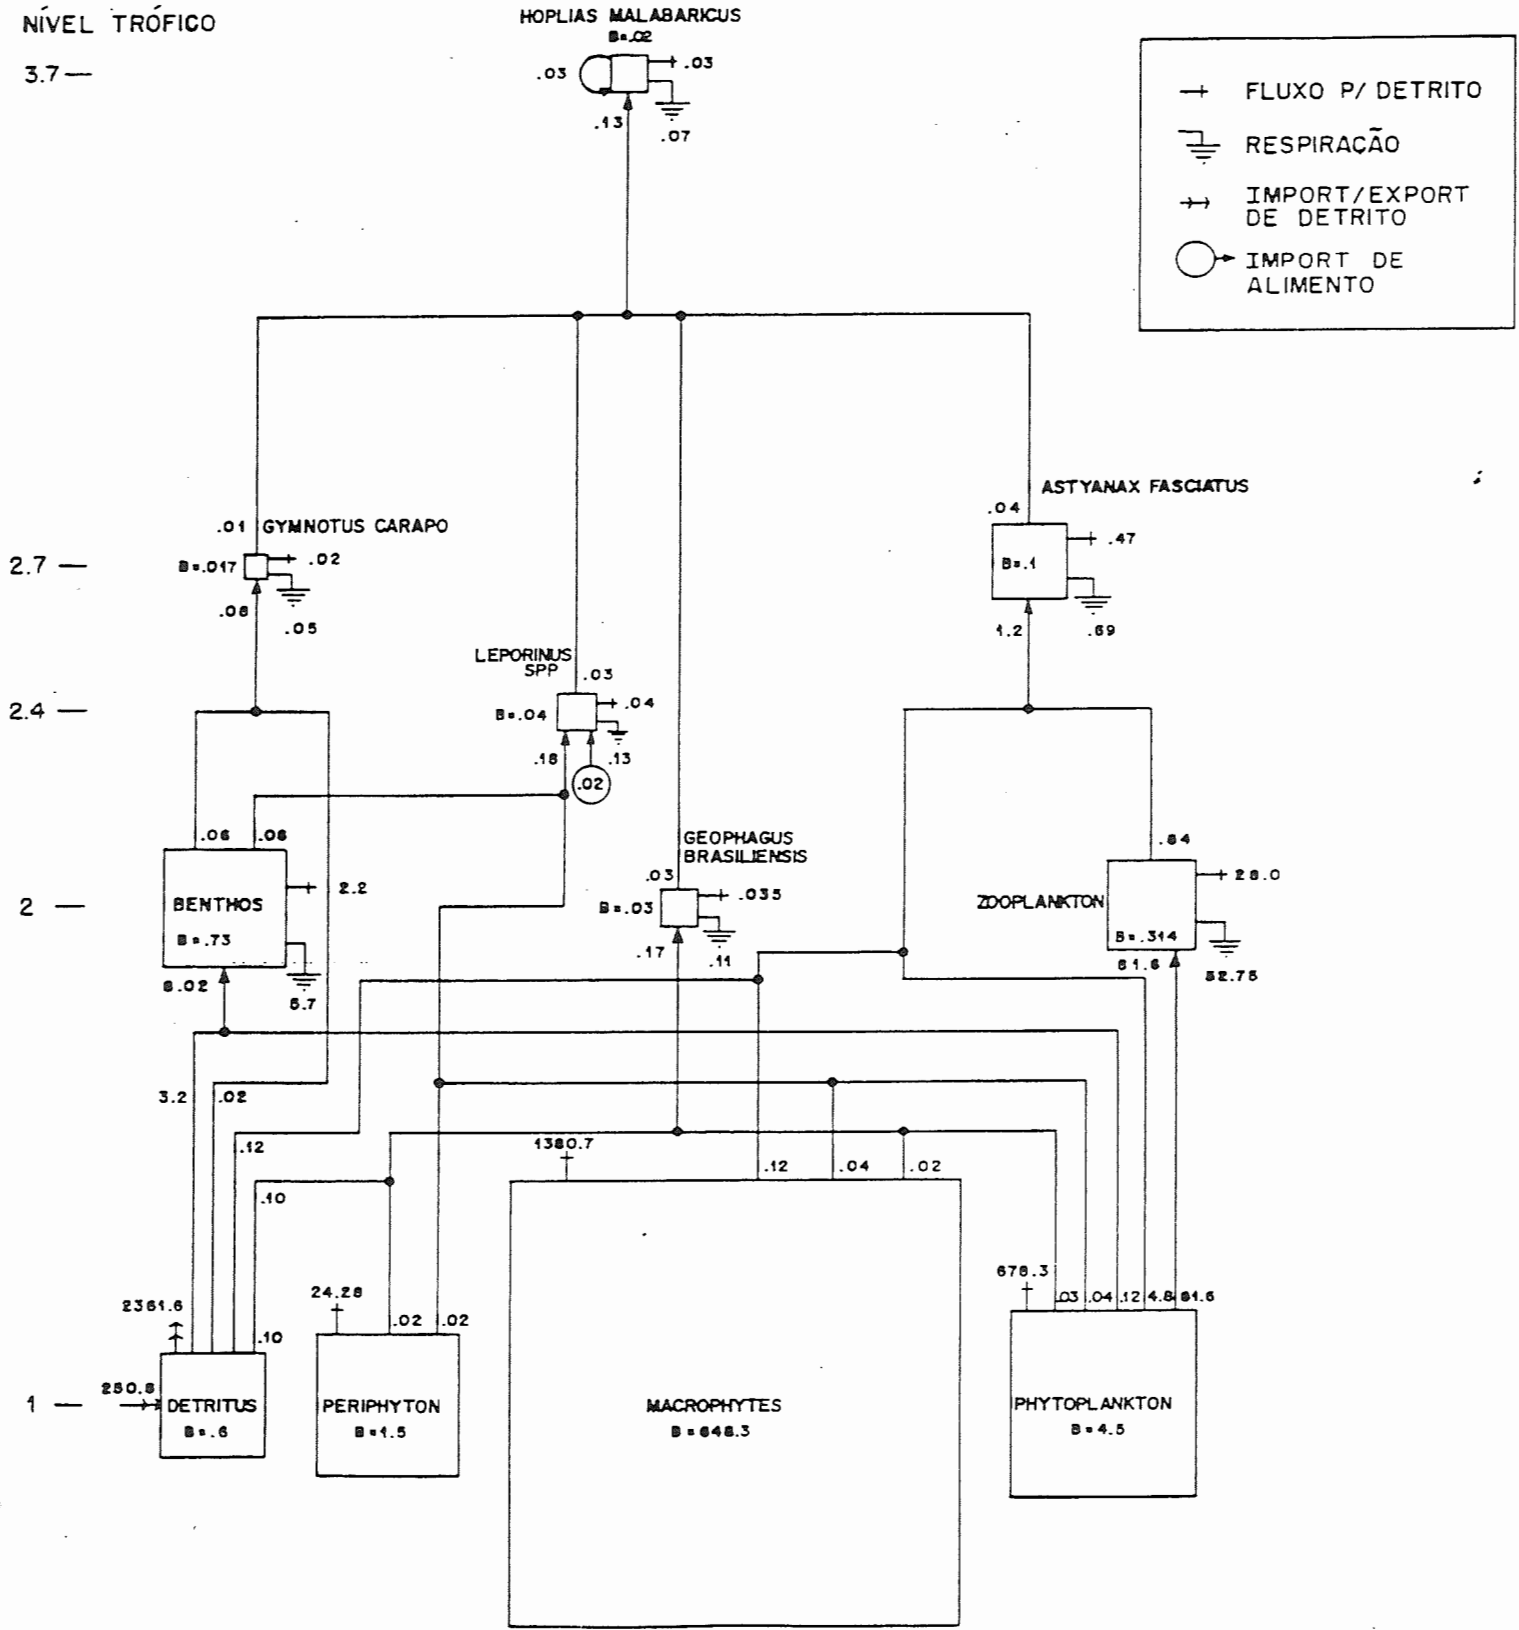 NÍVEL TRÓFICO
HOPLIAS MALABARICUS
B=.02
3.7 —
.03
.03
.13
.07
FLUXO P/ DETRITO
RESPIRAÇÃO
IMPORT/EXPORT
DE DETRITO
IMPORT DE
ALIMENTO
ASTYANAX FASCIATUS
.04
.47
B=.1
1.2
.69
.01
GYMNOTUS CARAPO
2.7 —
B=.017
.02
.08
.05
LEPORINUS
SPP
.03
2.4 —
B=.04
.04
.18
.13
.02
GEOPHAGUS
BRASILIENSIS
.06
.08
.03
.035
.84
2 —
BENTHOS
B=.73
2.2
B=.03
.17
.11
ZOOPLANKTON
28.0
B=.314
81.6
52.75
8.02
5.7
3.2
.02
.12
.10
1380.7
.12
.04
.02
2361.6
.10
24.28
.02
.02
678.3
.03
.04
.12
4.8
81.6
1 —
250.8
DETRITUS
B=.6
PERIPHYTON
B=1.5
MACROPHYTES
B=648.3
PHYTOPLANKTON
B=4.5